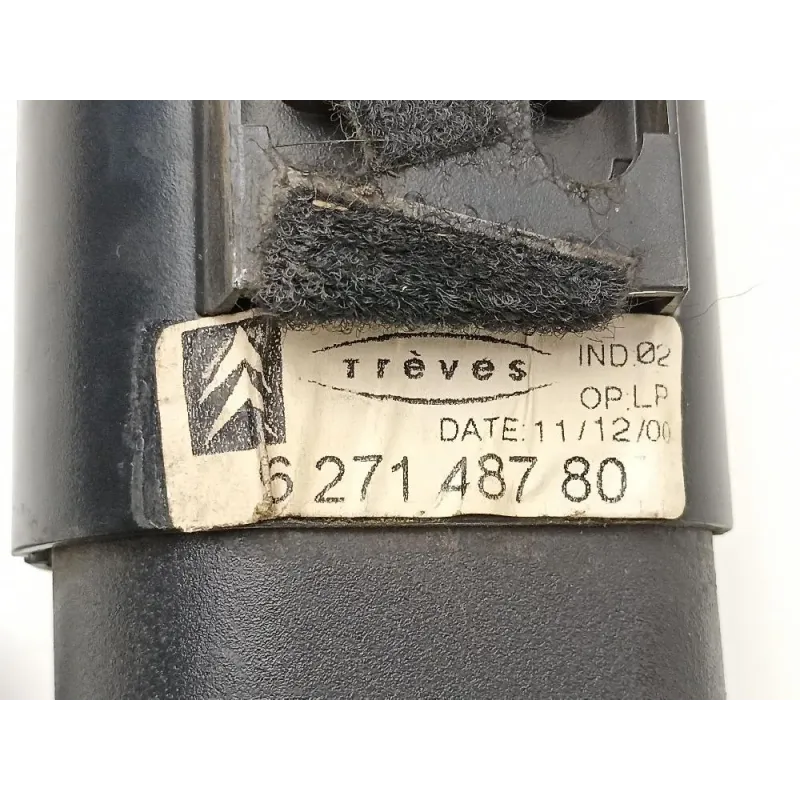 Trèves
IND.02
OP.LP
DATE: 11/12/00
6 271 487 80